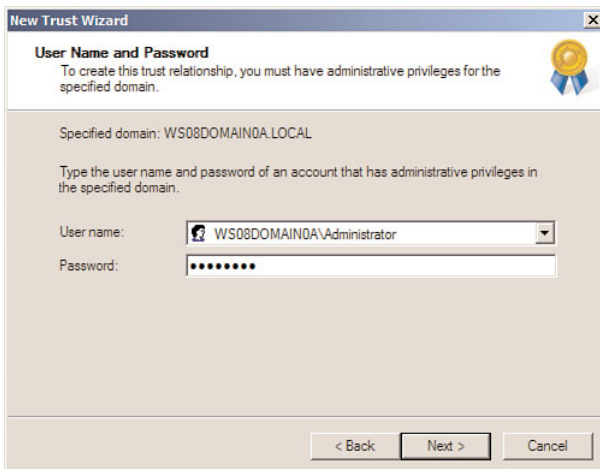 New Trust Wizard
User Name and Password
To create this trust relationship, you must have administrative privileges for the
specified domain.
Specified domain: WS08DOMAIN0A.LOCAL
Type the user name and password of an account that has administrative privileges in
the specified domain.
User name: WS08DOMAIN0A\Administrator
Password: ●●●●●●●●
< Back Next > Cancel